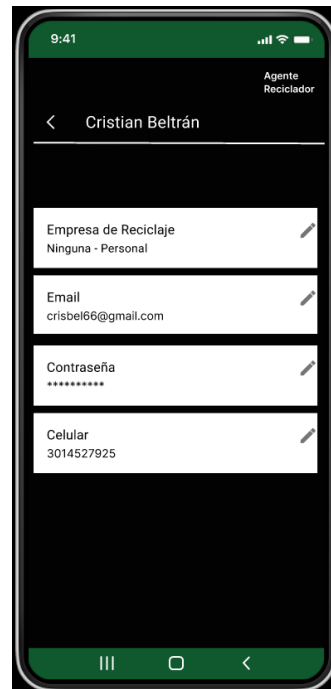 9:41
Agente
Reciclador
Cristian Beltrán
Empresa de Reciclaje
Ninguna - Personal
Email
crisbel66@gmail.com
Contraseña
**********
Celular
3014527925